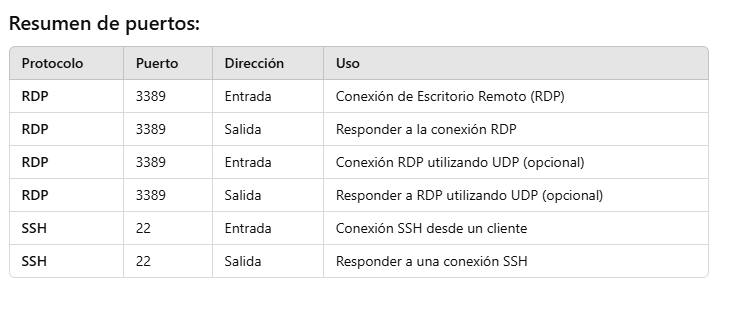 Resumen de puertos:
Protocolo Puerto Dirección Uso
RDP 3389 Entrada Conexión de Escritorio Remoto (RDP)
RDP 3389 Salida Responder a la conexión RDP
RDP 3389 Entrada Conexión RDP utilizando UDP (opcional)
RDP 3389 Salida Responder a RDP utilizando UDP (opcional)
SSH 22 Entrada Conexión SSH desde un cliente
SSH 22 Salida Responder a una conexión SSH